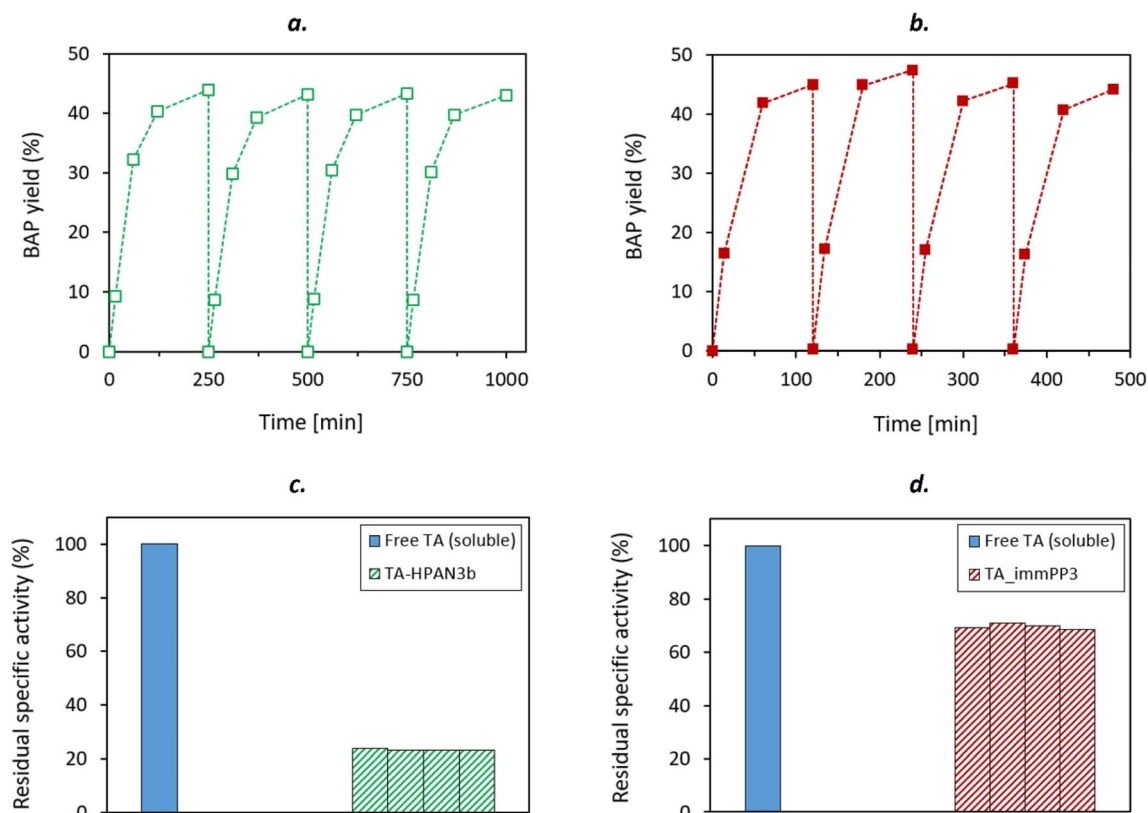 a.
50
40
30
20
10
0
BAP yield (%)
0 250 500 750 1000
Time [min]
b.
50
40
30
20
10
0
BAP yield (%)
0 100 200 300 400 500
Time [min]
c.
100
80
60
40
20
0
Residual specific activity (%)
Free TA (soluble)
TA-HPAN3b
d.
100
80
60
40
20
0
Residual specific activity (%)
Free TA (soluble)
TA_immPP3